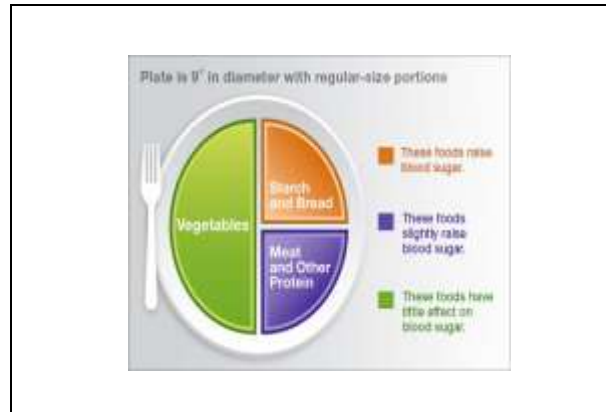 Plate is 9" in diameter with regular-size portions
Vegetables
Starch
and Bread
Meat
and Other
Protein
These foods raise
blood sugar.
These foods
slightly raise
blood sugar.
These foods have
little effect on
blood sugar.